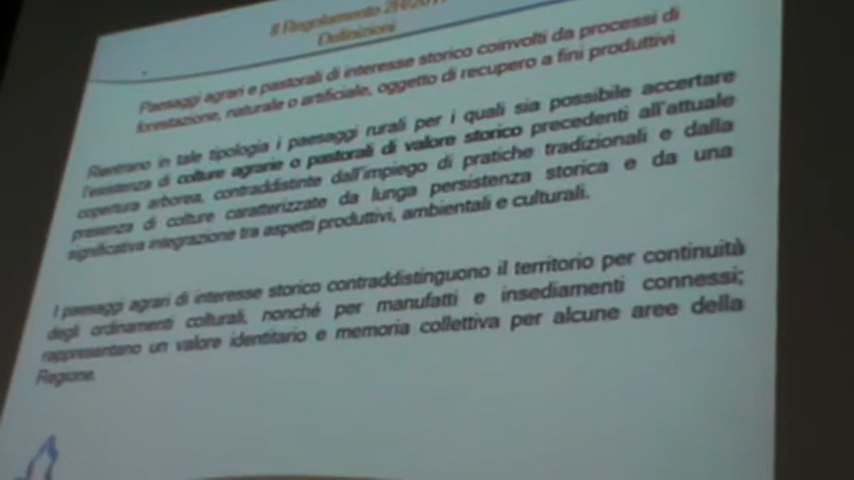 Il Regolamento 2R/2017
Definizioni
Paesaggi agrari e pastorali di interesse storico coinvolti da processi di
forestazione, naturale o artificiale, oggetto di recupero a fini produttivi
Rientrano in tale tipologia i paesaggi rurali per i quali sia possibile accertare
l'esistenza di colture agrarie o pastorali di valore storico precedenti all'attuale
copertura arborea, contraddistinte dall'impiego di pratiche tradizionali e dalla
presenza di colture caratterizzate da lunga persistenza storica e da una
significativa integrazione tra aspetti produttivi, ambientali e culturali.
I paesaggi agrari di interesse storico contraddistinguono il territorio per continuità
degli ordinamenti colturali, nonché per manufatti e insediamenti connessi;
rappresentano un valore identitario e memoria collettiva per alcune aree della
Regione.